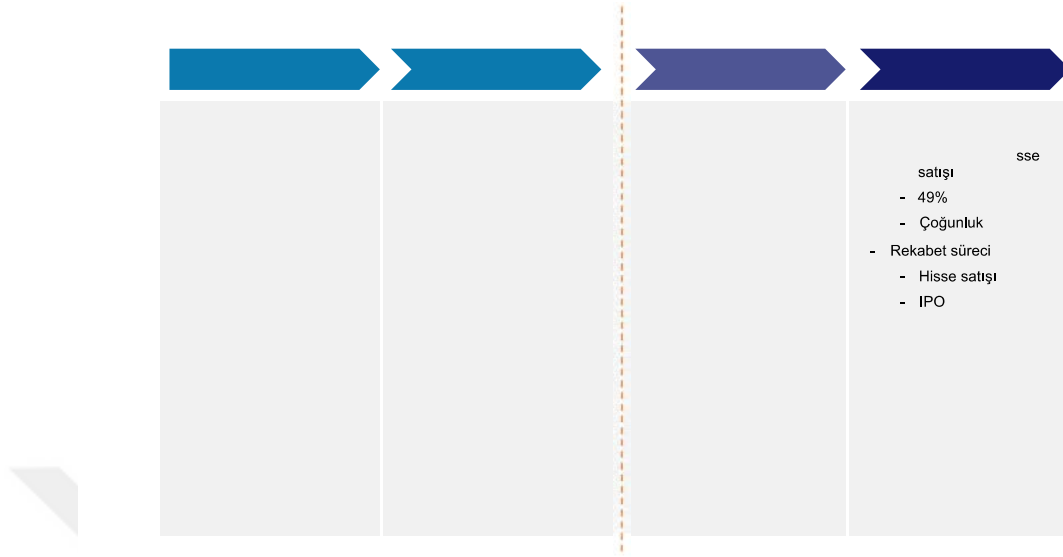 sse
satışı
- 49%
- Çoğunluk
- Rekabet süreci
- Hisse satışı
- IPO